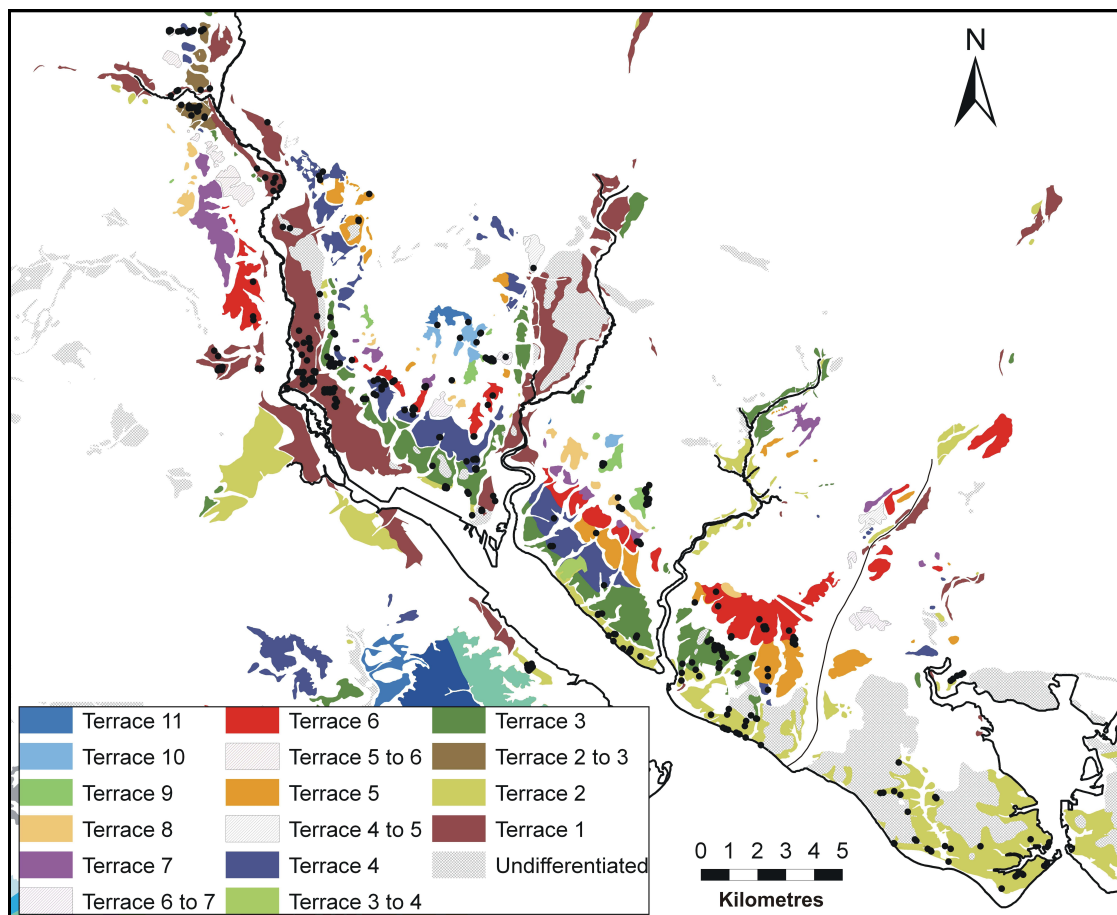 N
Terrace 11
Terrace 10
Terrace 9
Terrace 8
Terrace 7
Terrace 6 to 7
Terrace 6
Terrace 5 to 6
Terrace 5
Terrace 4 to 5
Terrace 4
Terrace 3 to 4
Terrace 3
Terrace 2 to 3
Terrace 2
Terrace 1
Undifferentiated
0 1 2 3 4 5
Kilometres